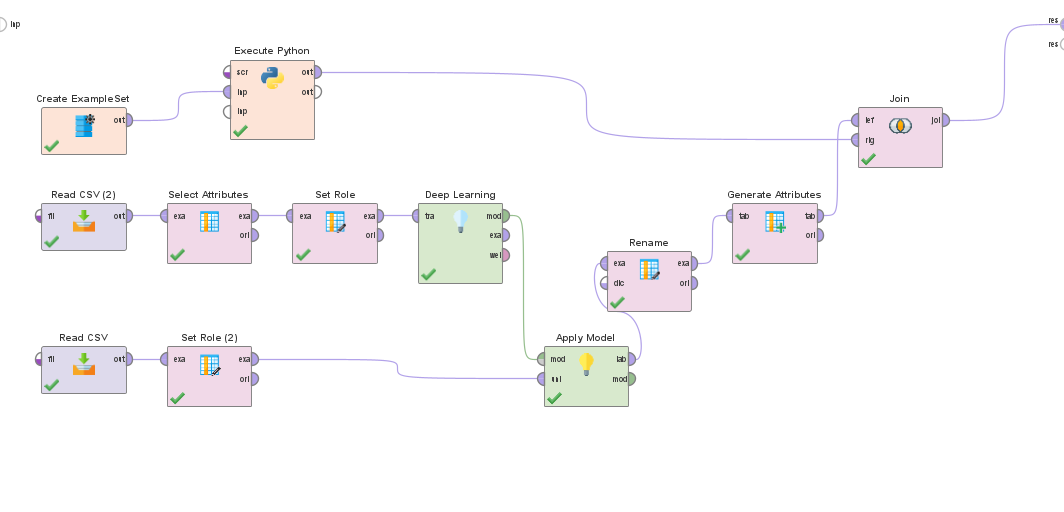 inp
res
res
Execute Python
scr out
inp out
inp
Create ExampleSet
out
Join
lef joi
rig
Read CSV (2)
fil out
Select Attributes
exa exa
ori
Set Role
exa exa
ori
Deep Learning
tra mod
exa
wei
Generate Attributes
tab tab
ori
Rename
exa exa
dic ori
Read CSV
fil out
Set Role (2)
exa exa
ori
Apply Model
mod lab
unl mod